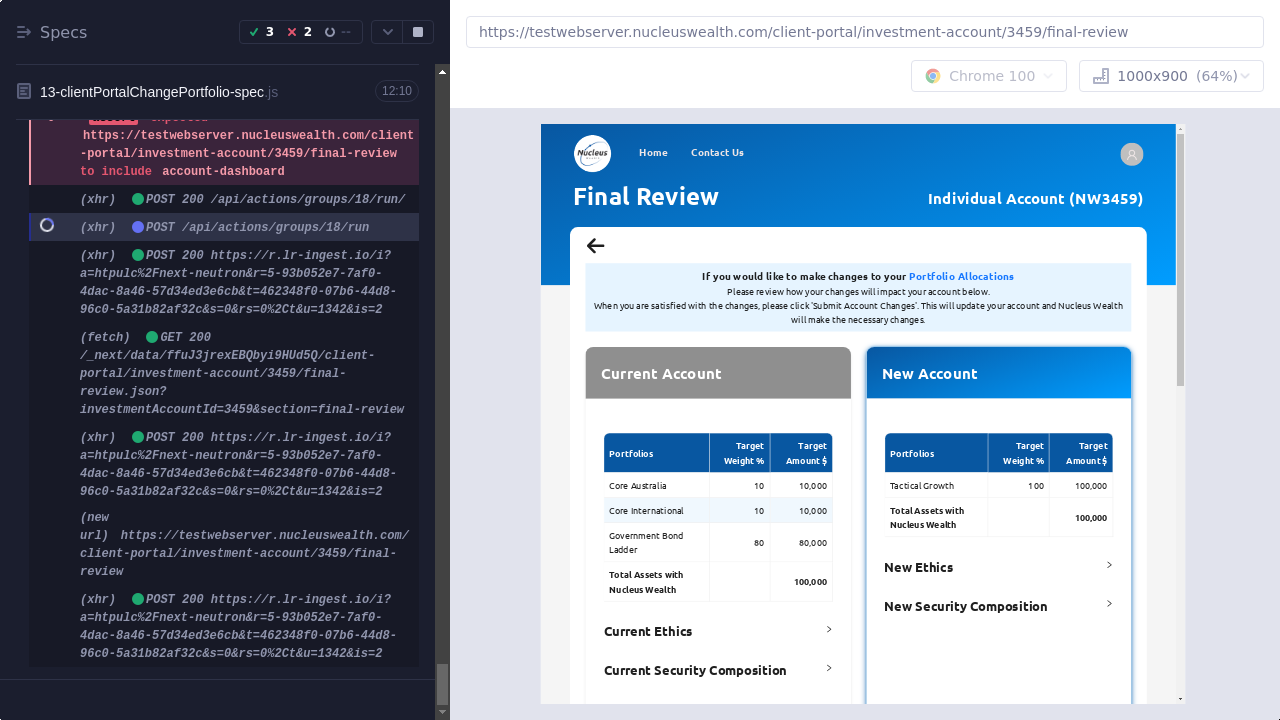 Specs
3
2
--
13-clientPortalChangePortfolio-spec.js
12:10
https://testwebserver.nucleuswealth.com/client
-portal/investment-account/3459/final-review
to include account-dashboard
(xhr) POST 200 /api/actions/groups/18/run/
(xhr) POST /api/actions/groups/18/run
(xhr) POST 200 https://r.lr-ingest.io/i?
a=htpulc%2Fnext-neutron&r=5-93b052e7-7af0-
4dac-8a46-57d34ed3e6cb&t=462348f0-07b6-44d8-
96c0-5a31b82af32c&s=0&rs=0%2Ct&u=1342&is=2
(fetch) GET 200
/_next/data/ffuJ3jrexEBQbyi9HUd5Q/client-
portal/investment-account/3459/final-
review.json?
investmentAccountId=3459&section=final-review
(xhr) POST 200 https://r.lr-ingest.io/i?
a=htpulc%2Fnext-neutron&r=5-93b052e7-7af0-
4dac-8a46-57d34ed3e6cb&t=462348f0-07b6-44d8-
96c0-5a31b82af32c&s=0&rs=0%2Ct&u=1342&is=2
(new
url) https://testwebserver.nucleuswealth.com/
client-portal/investment-account/3459/final-
review
(xhr) POST 200 https://r.lr-ingest.io/i?
a=htpulc%2Fnext-neutron&r=5-93b052e7-7af0-
4dac-8a46-57d34ed3e6cb&t=462348f0-07b6-44d8-
96c0-5a31b82af32c&s=0&rs=0%2Ct&u=1342&is=2
https://testwebserver.nucleuswealth.com/client-portal/investment-account/3459/final-review
Chrome 100
1000x900 (64%)
Nucleus
Home
Contact Us
Final Review
Individual Account (NW3459)
If you would like to make changes to your Portfolio Allocations
Please review how your changes will impact your account below.
When you are satisfied with the changes, please click 'Submit Account Changes'. This will update your account and Nucleus Wealth
will make the necessary changes.
Current Account
Portfolios Target Weight % Target Amount $
Core Australia 10 10,000
Core International 10 10,000
Government Bond Ladder 80 80,000
Total Assets with Nucleus Wealth 100,000
Current Ethics
Current Security Composition
New Account
Portfolios Target Weight % Target Amount $
Tactical Growth 100 100,000
Total Assets with Nucleus Wealth 100,000
New Ethics
New Security Composition